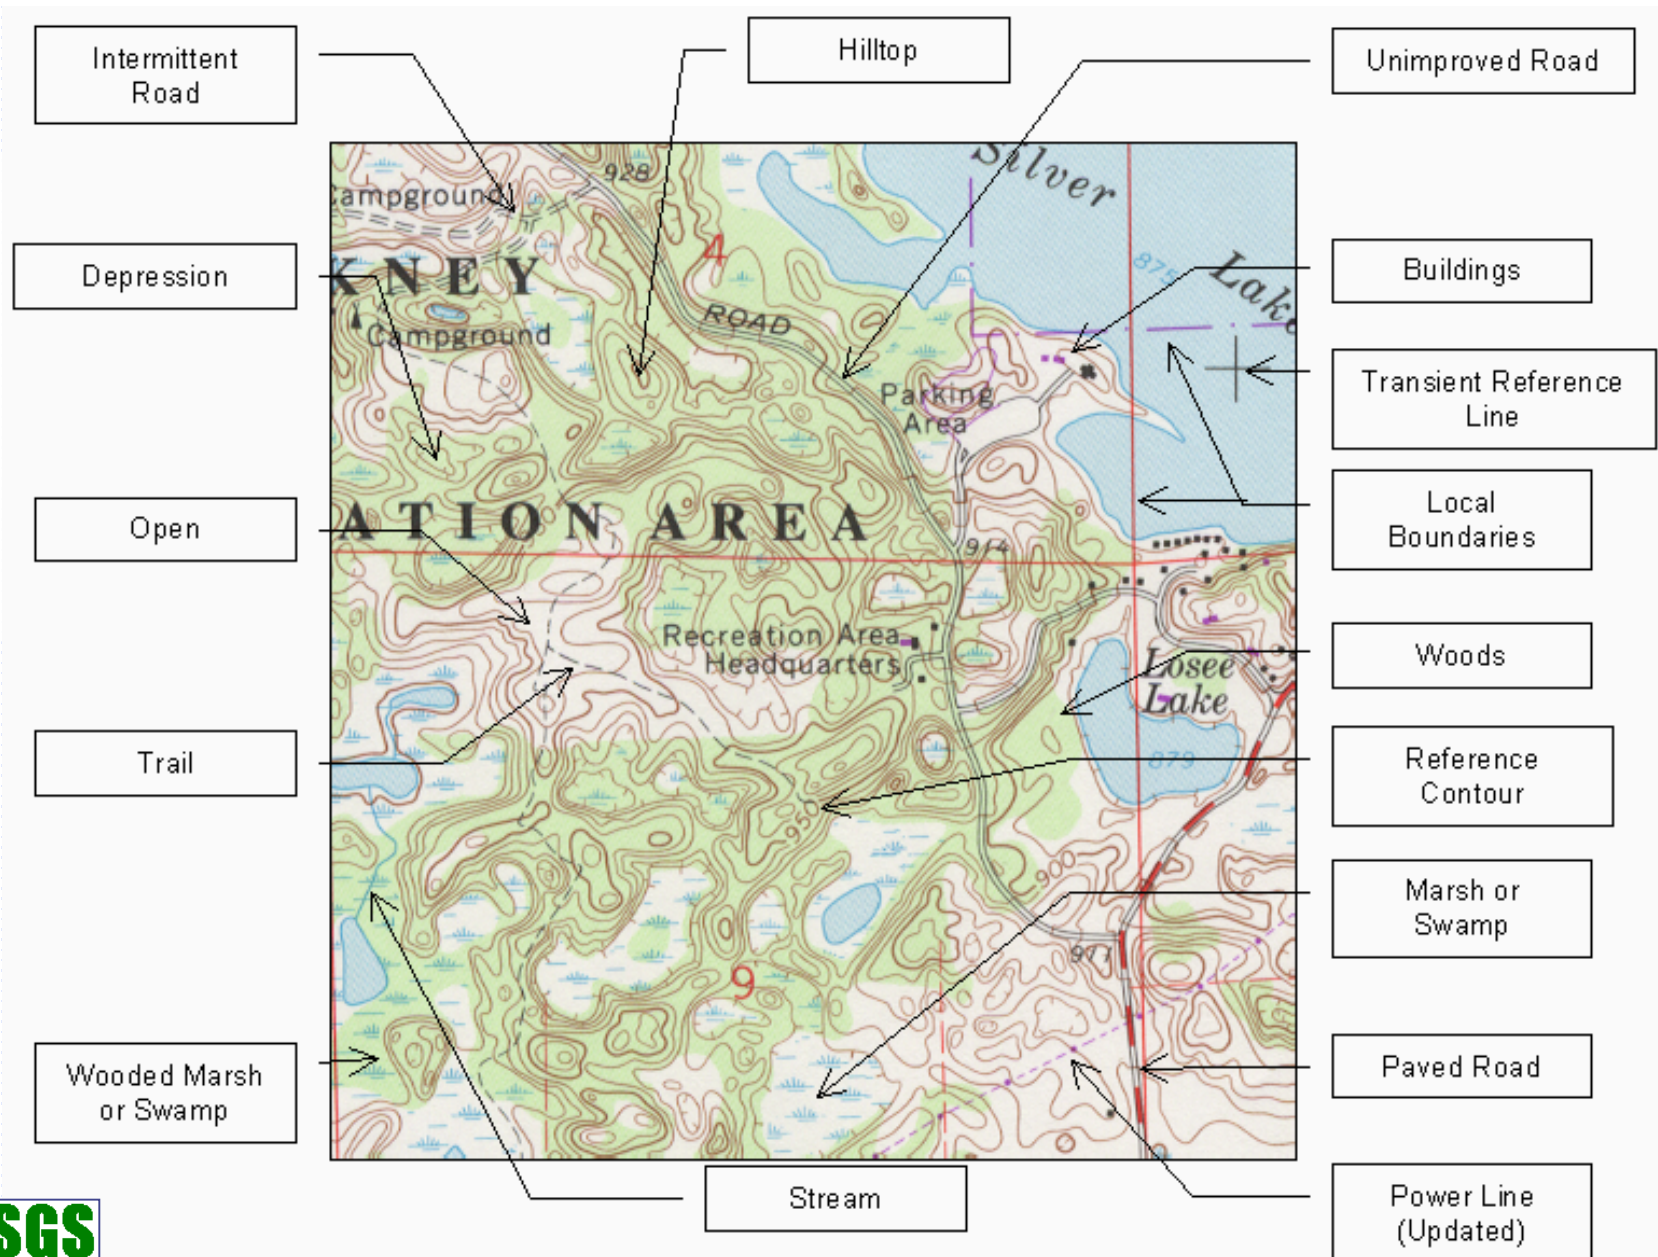 Intermittent
Road
Hilltop
Unimproved Road
Depression
Buildings
Transient Reference
Line
Open
Local
Boundaries
Woods
Trail
Reference
Contour
Marsh or
Swamp
Wooded Marsh
or Swamp
Paved Road
Stream
Power Line
(Updated)
SGS
928
Silver
ampground
4
875
Lake
KNEY
Campground
ROAD
Parking
Area
ATION AREA
914
Recreation Area
Headquarters
Losee
Lake
879
950
900
977
9